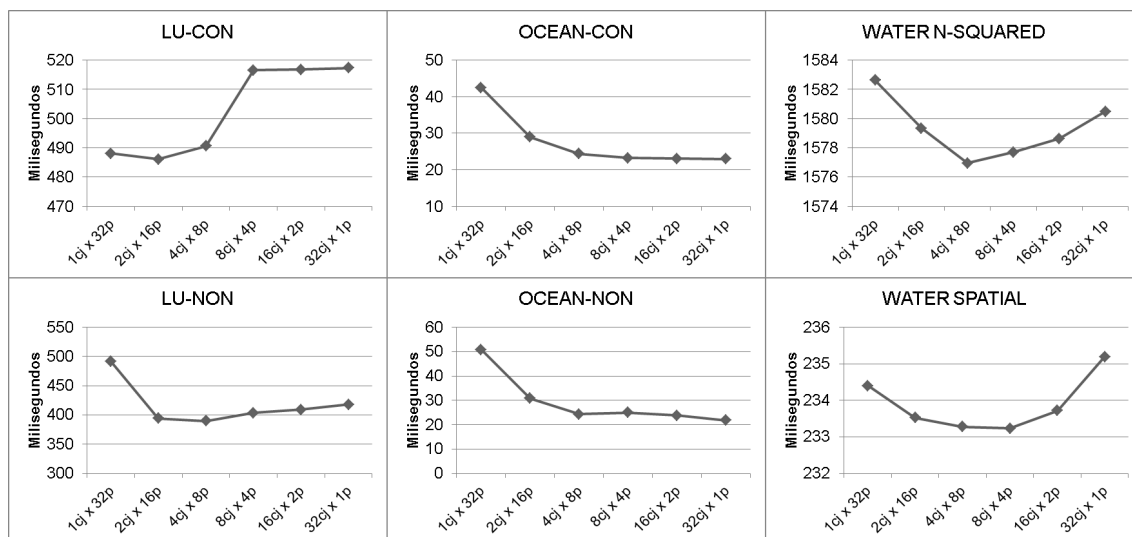 LU-CON
Milisegundos
520
510
500
490
480
470
1cj x 32p
2cj x 16p
4cj x 8p
8cj x 4p
16cj x 2p
32cj x 1p
OCEAN-CON
Milisegundos
50
40
30
20
10
1cj x 32p
2cj x 16p
4cj x 8p
8cj x 4p
16cj x 2p
32cj x 1p
WATER N-SQUARED
Milisegundos
1584
1582
1580
1578
1576
1574
1cj x 32p
2cj x 16p
4cj x 8p
8cj x 4p
16cj x 2p
32cj x 1p
LU-NON
Milisegundos
550
500
450
400
350
300
1cj x 32p
2cj x 16p
4cj x 8p
8cj x 4p
16cj x 2p
32cj x 1p
OCEAN-NON
Milisegundos
60
50
40
30
20
10
0
1cj x 32p
2cj x 16p
4cj x 8p
8cj x 4p
16cj x 2p
32cj x 1p
WATER SPATIAL
Milisegundos
236
235
234
233
232
1cj x 32p
2cj x 16p
4cj x 8p
8cj x 4p
16cj x 2p
32cj x 1p